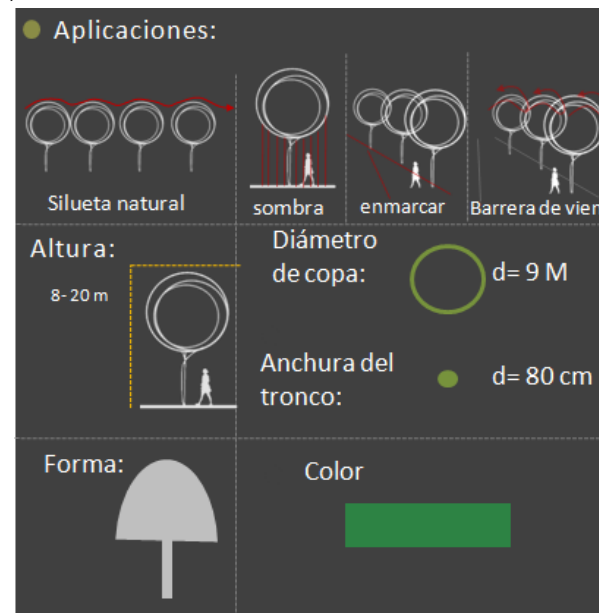 Aplicaciones:
Silueta natural
sombra
enmarcar
Barrera de vien
Altura:
8- 20 m
Diámetro
de copa:
d= 9 M
Anchura del
tronco:
d= 80 cm
Forma:
Color